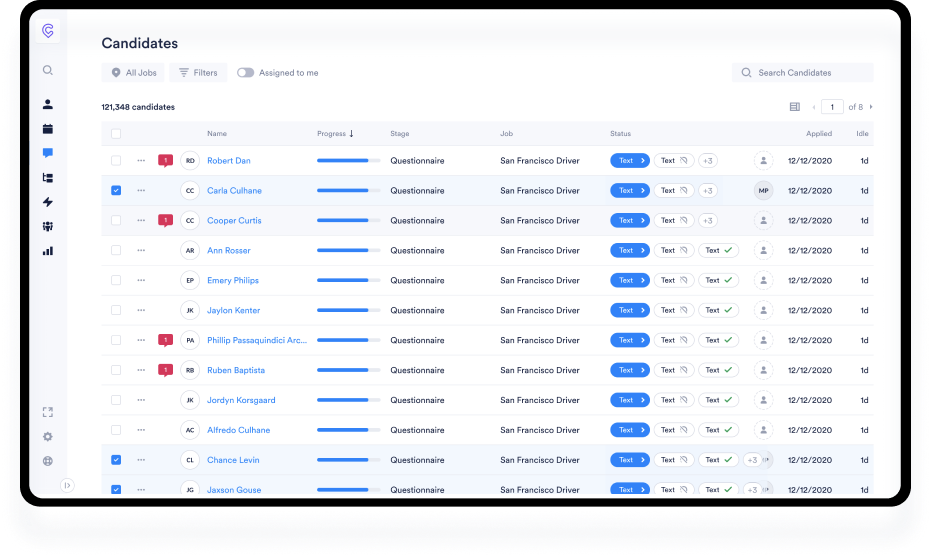 Candidates
All Jobs Filters Assigned to me Search Candidates
121,348 candidates 1 of 8
Name Progress ↓ Stage Job Status Applied Idle
1 RD Robert Dan Questionnaire San Francisco Driver Text Text +3 12/12/2020 1d
CC Carla Culhane Questionnaire San Francisco Driver Text Text +3 MP 12/12/2020 1d
1 CC Cooper Curtis Questionnaire San Francisco Driver Text Text +3 12/12/2020 1d
AR Ann Rosser Questionnaire San Francisco Driver Text Text Text 12/12/2020 1d
EP Emery Philips Questionnaire San Francisco Driver Text Text Text 12/12/2020 1d
JK Jaylon Kenter Questionnaire San Francisco Driver Text Text Text 12/12/2020 1d
1 PA Phillip Passaquindici Arc... Questionnaire San Francisco Driver Text Text Text 12/12/2020 1d
1 RB Ruben Baptista Questionnaire San Francisco Driver Text Text Text 12/12/2020 1d
JK Jordyn Korsgaard Questionnaire San Francisco Driver Text Text Text 12/12/2020 1d
AC Alfredo Culhane Questionnaire San Francisco Driver Text Text Text 12/12/2020 1d
CL Chance Levin Questionnaire San Francisco Driver Text Text Text +3 12/12/2020 1d
JG Jaxson Gouse Questionnaire San Francisco Driver Text Text Text +3 12/12/2020 1d